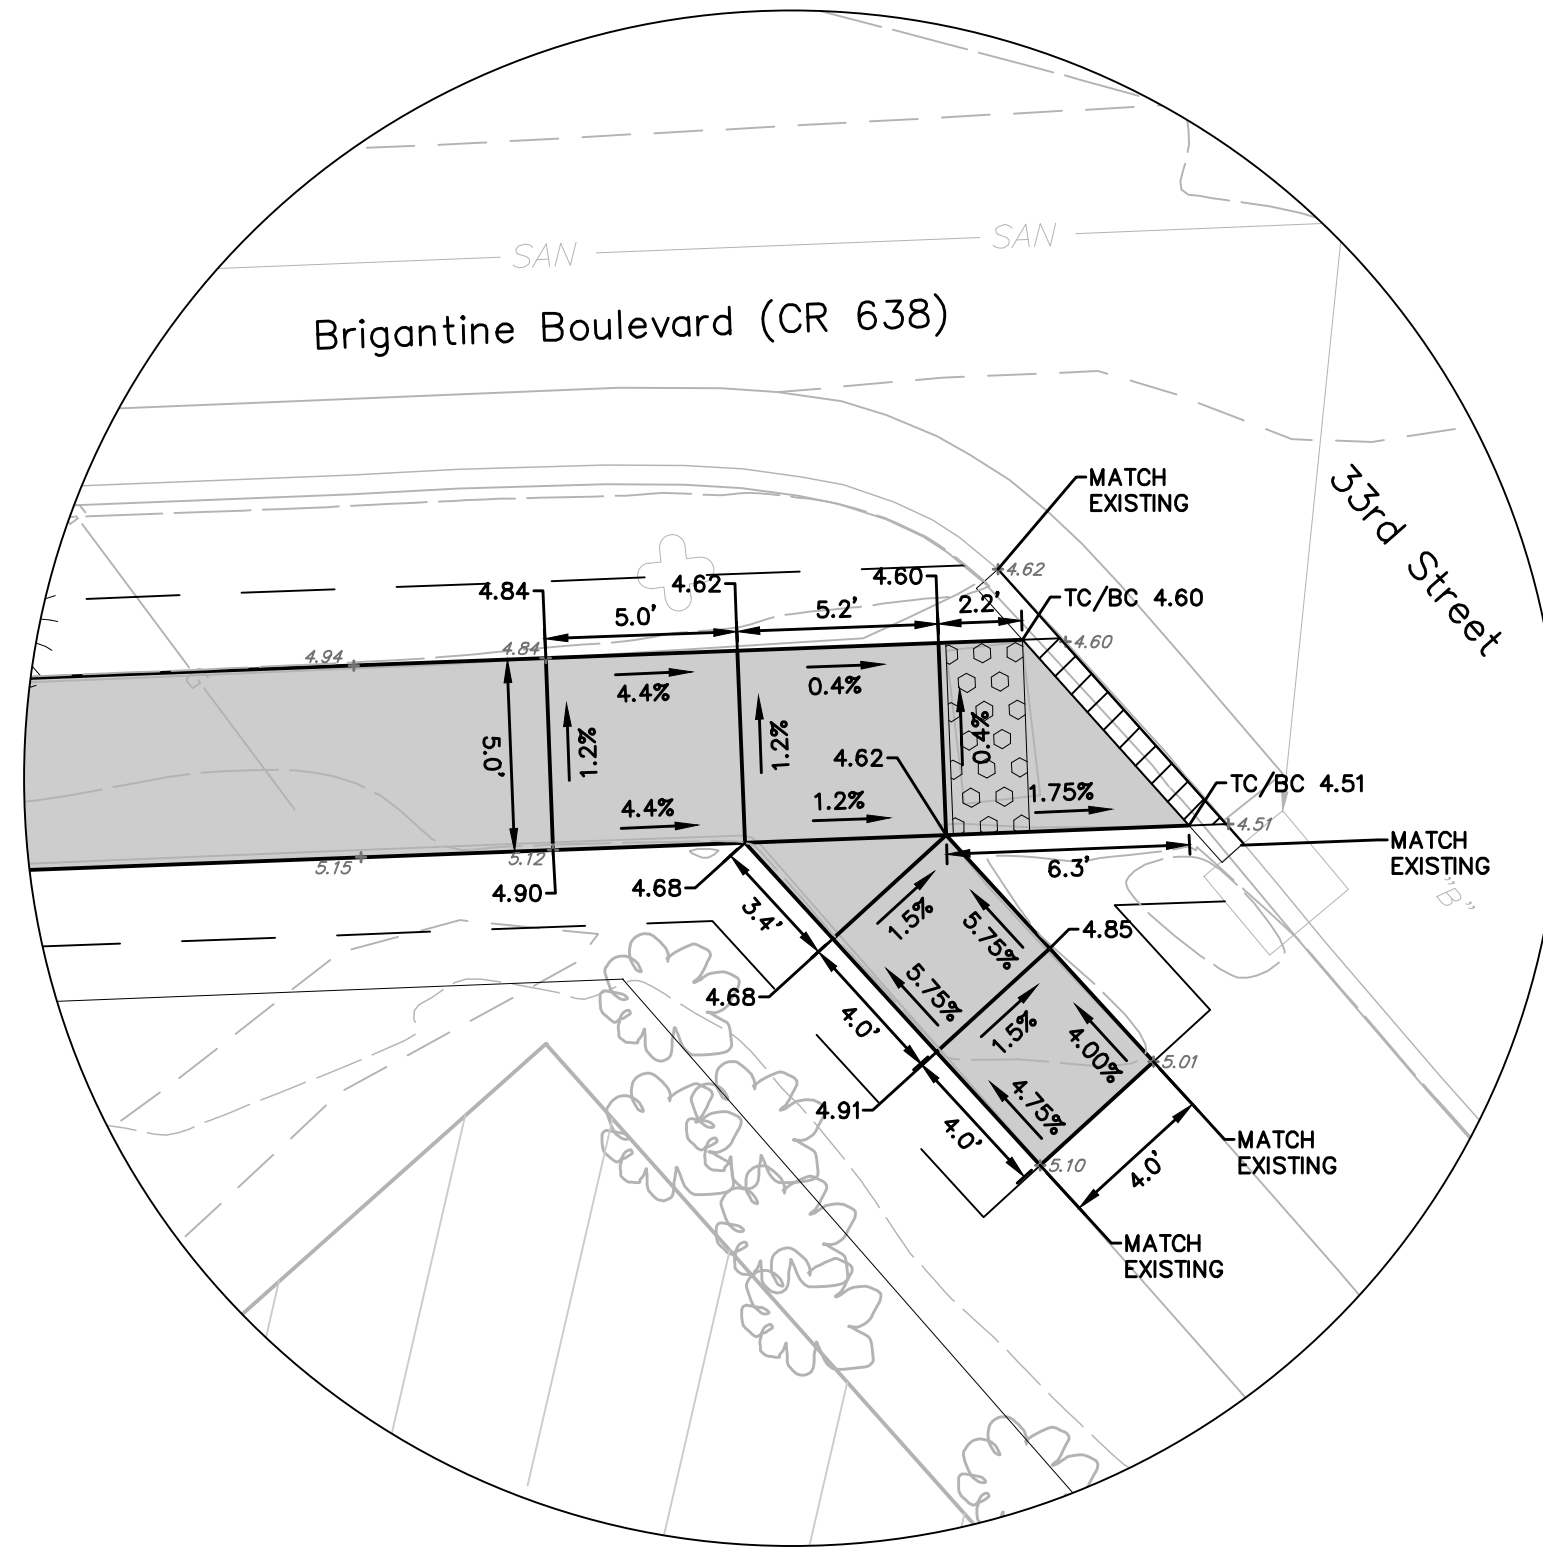 SAN
SAN
Brigantine Boulevard (CR 638)
33rd Street
MATCH
EXISTING
4.62
TC/BC 4.60
4.60
4.84
4.62
4.60
5.0'
5.2'
2.2'
4.94
4.84
4.4%
0.4%
5.0'
1.2%
1.2%
0.4%
4.62
4.4%
1.2%
1.75%
TC/BC 4.51
4.51
MATCH
EXISTING
5.15
5.12
4.90
4.68
6.3'
"B"
3.4'
1.5%
5.75%
4.85
4.68
5.75%
4.0'
1.5%
4.00%
5.01
4.91
4.75%
4.0'
5.10
4.0'
MATCH
EXISTING
MATCH
EXISTING